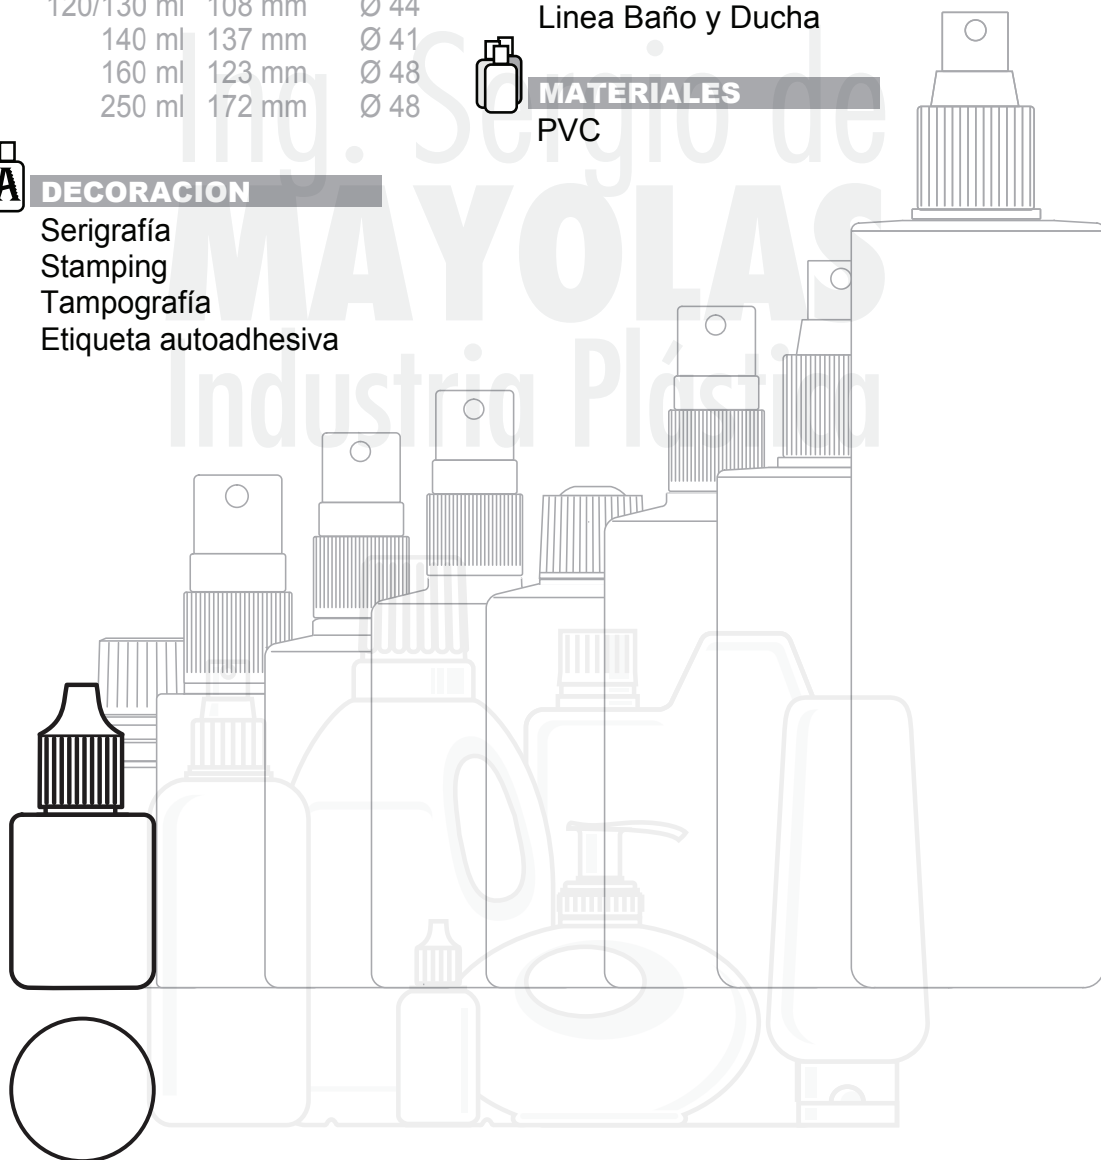 120/130 ml 108 mm Ø 44
140 ml 137 mm Ø 41
160 ml 123 mm Ø 48
250 ml 172 mm Ø 48
Linea Baño y Ducha
MATERIALES
PVC
A
DECORACION
Serigrafía
Stamping
Tampografía
Etiqueta autoadhesiva
Ing. Sergio de
MAYOLAS
Industria Plástica